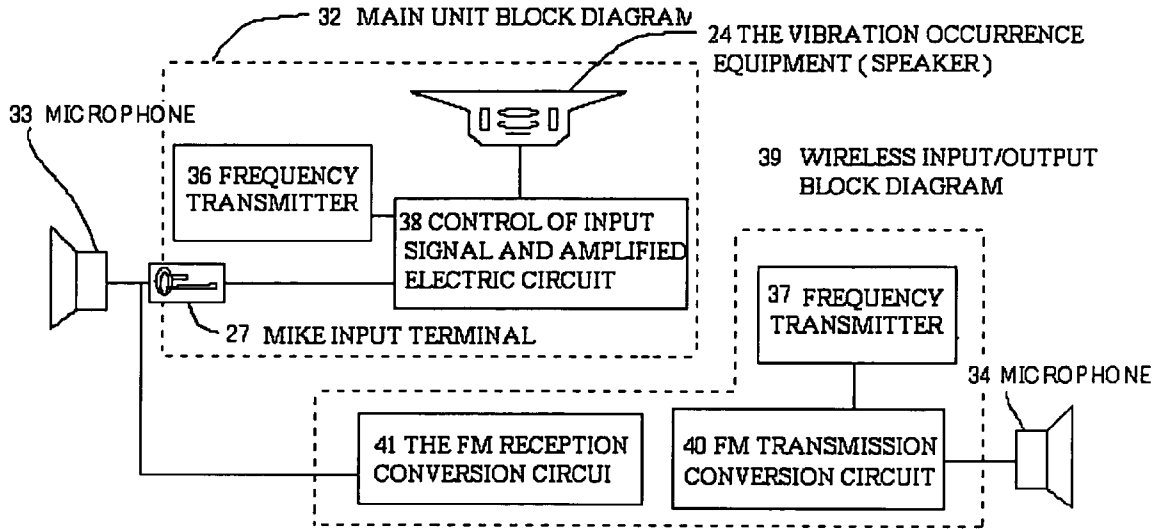 32 MAIN UNIT BLOCK DIAGRAM
24 THE VIBRATION OCCURRENCE
EQUIPMENT ( SPEAKER )
33 MICROPHONE
36 FREQUENCY
TRANSMITTER
38 CONTROL OF INPUT
SIGNAL AND AMPLIFIED
ELECTRIC CIRCUIT
27 MIKE INPUT TERMINAL
39 WIRELESS INPUT/OUTPUT
BLOCK DIAGRAM
37 FREQUENCY
TRANSMITTER
34 MICROPHONE
41 THE FM RECEPTION
CONVERSION CIRCUI
40 FM TRANSMISSION
CONVERSION CIRCUIT